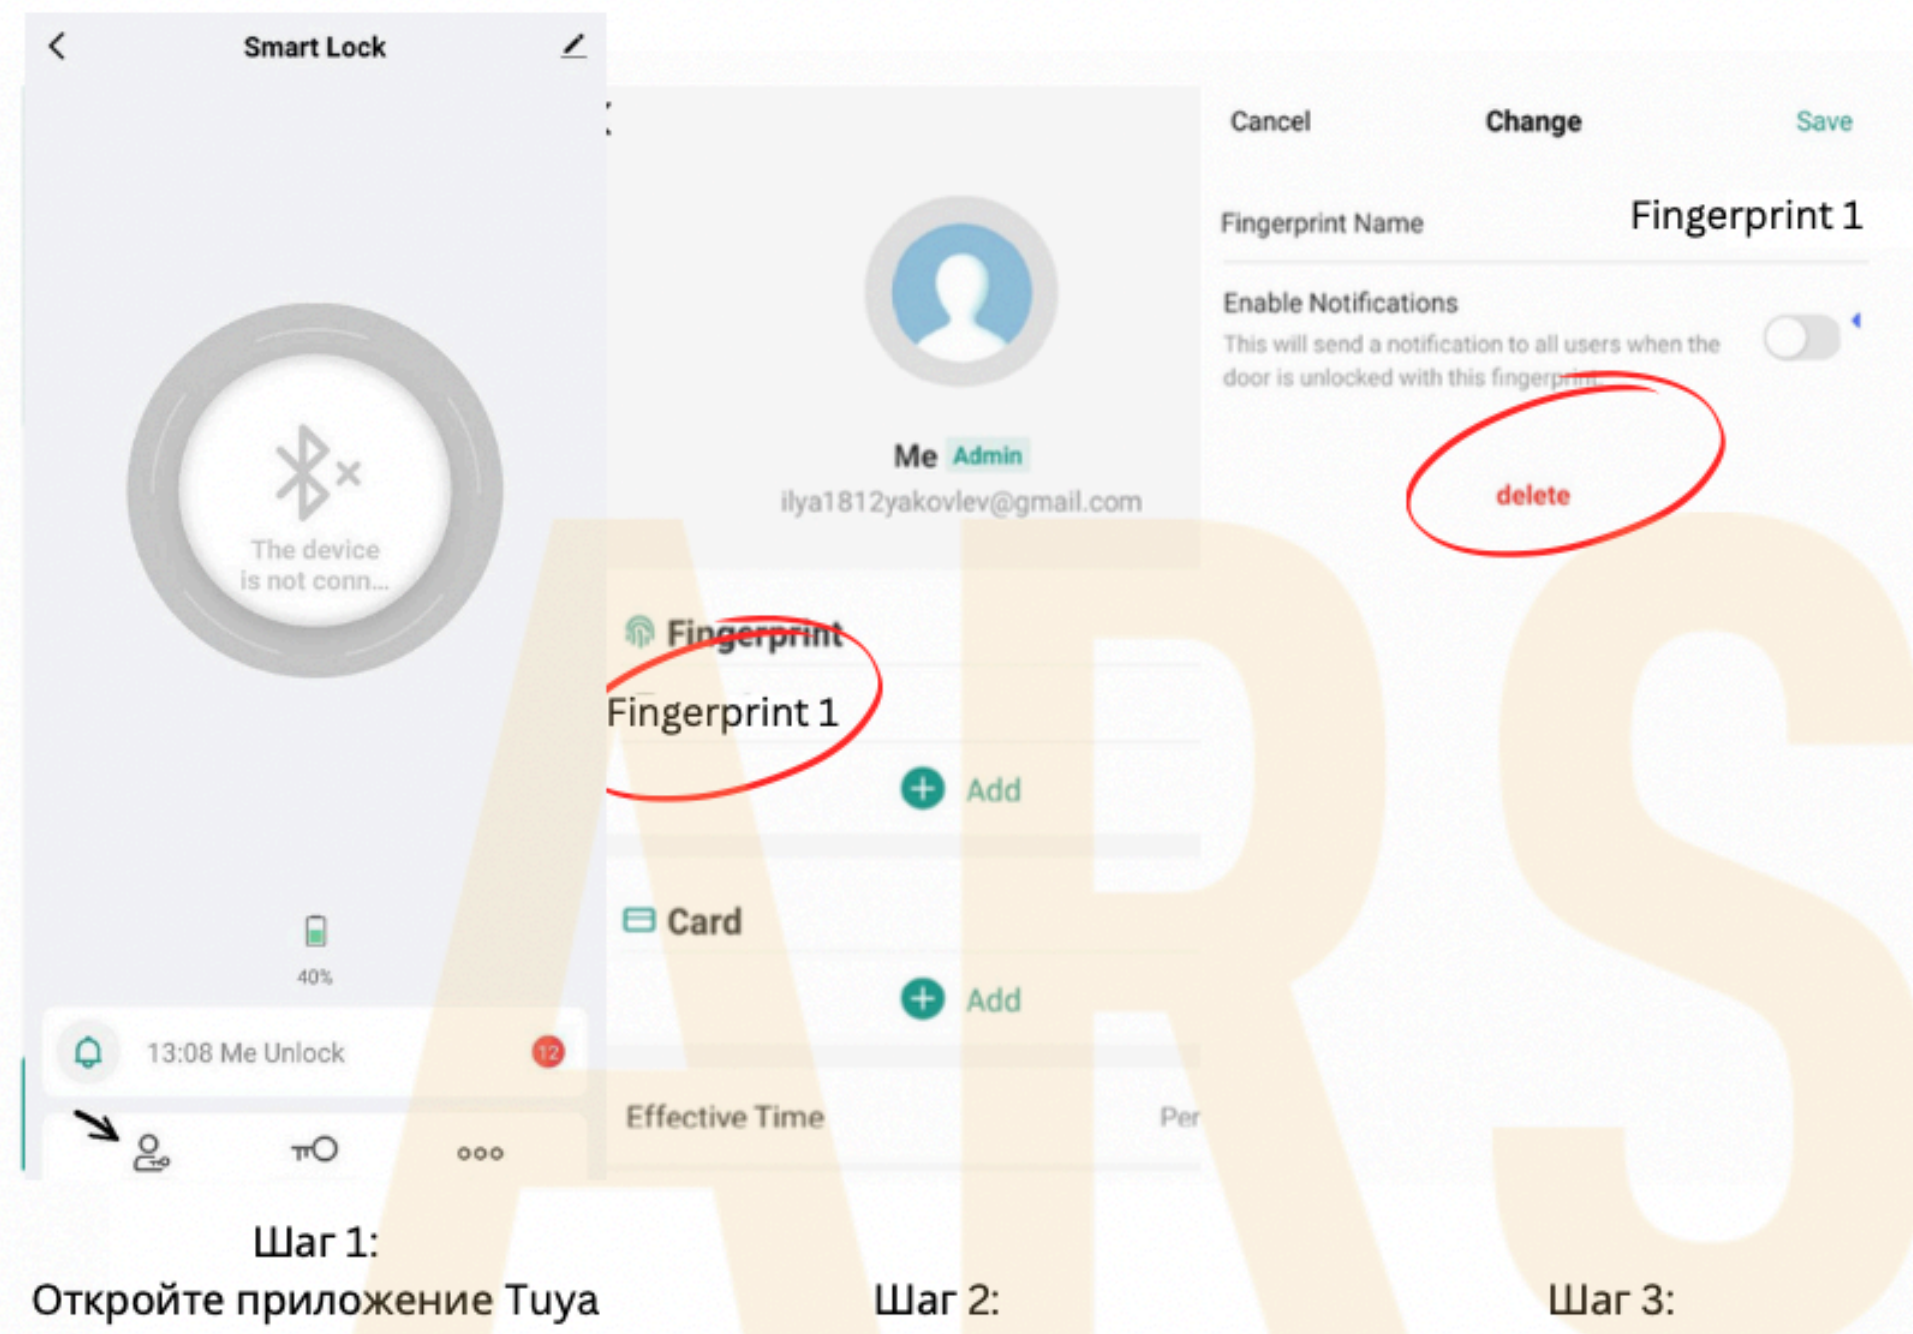 Smart Lock
The device
is not conn...
40%
13:08 Me Unlock
12
Шаг 1:
Откройте приложение Tuya
Me Admin
ilya1812yakovlev@gmail.com
Fingerprint
Fingerprint 1
Add
Card
Add
Effective Time
Per
Шаг 2:
Cancel Change Save
Fingerprint Name Fingerprint 1
Enable Notifications
This will send a notification to all users when the
door is unlocked with this fingerprint.
delete
Шаг 3:
ARS